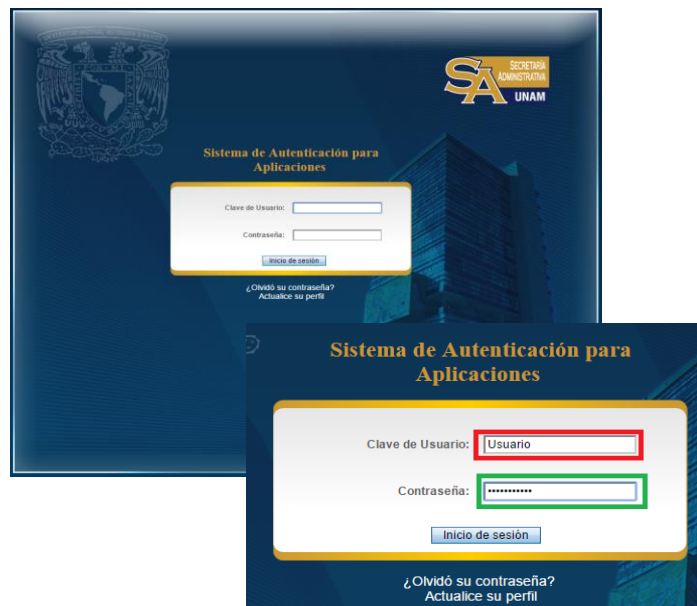 SECRETARÍA
ADMINISTRATIVA
SA
UNAM
Sistema de Autenticación para
Aplicaciones
Clave de Usuario:
Contraseña:
Inicio de sesión
¿Olvidó su contraseña?
Actualice su perfil
Sistema de Autenticación para
Aplicaciones
Clave de Usuario: Usuario
Contraseña: •••••••••••
Inicio de sesión
¿Olvidó su contraseña?
Actualice su perfil